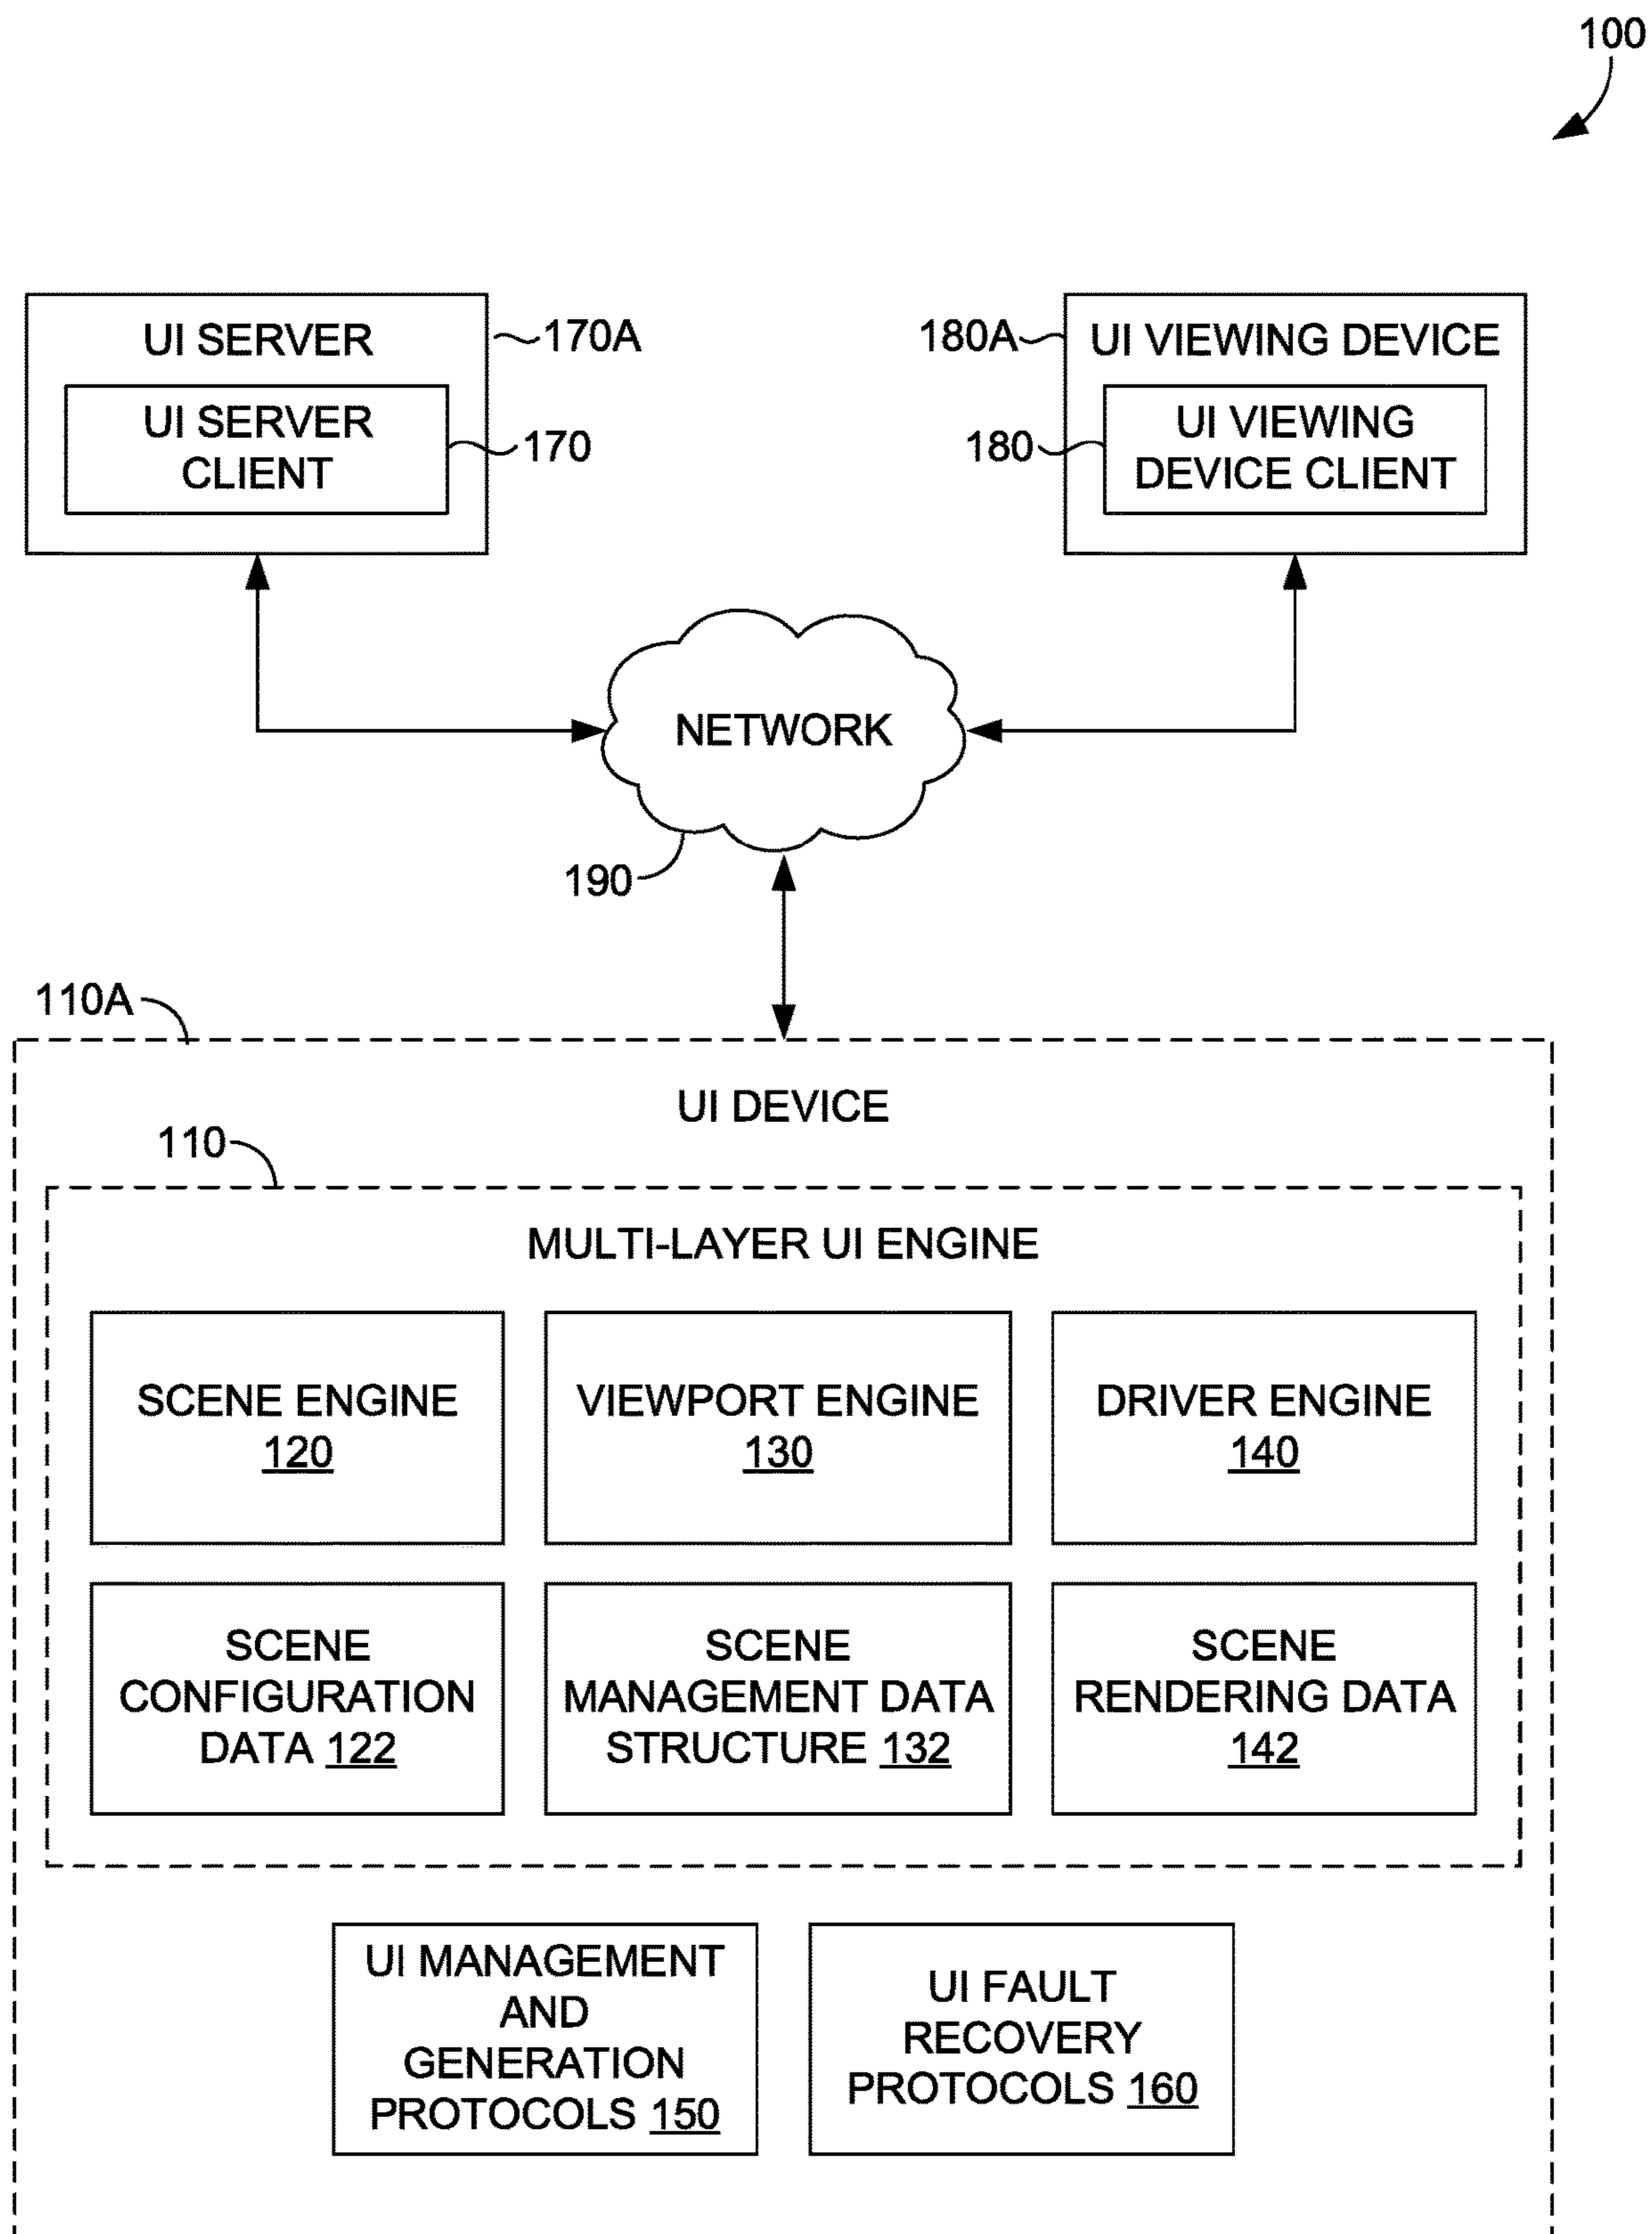 100
UI SERVER
170A
180A
UI VIEWING DEVICE
UI SERVER
CLIENT
170
180
UI VIEWING
DEVICE CLIENT
NETWORK
190
110A
UI DEVICE
110
MULTI-LAYER UI ENGINE
SCENE ENGINE
120
VIEWPORT ENGINE
130
DRIVER ENGINE
140
SCENE
CONFIGURATION
DATA 122
SCENE
MANAGEMENT DATA
STRUCTURE 132
SCENE
RENDERING DATA
142
UI MANAGEMENT
AND
GENERATION
PROTOCOLS 150
UI FAULT
RECOVERY
PROTOCOLS 160